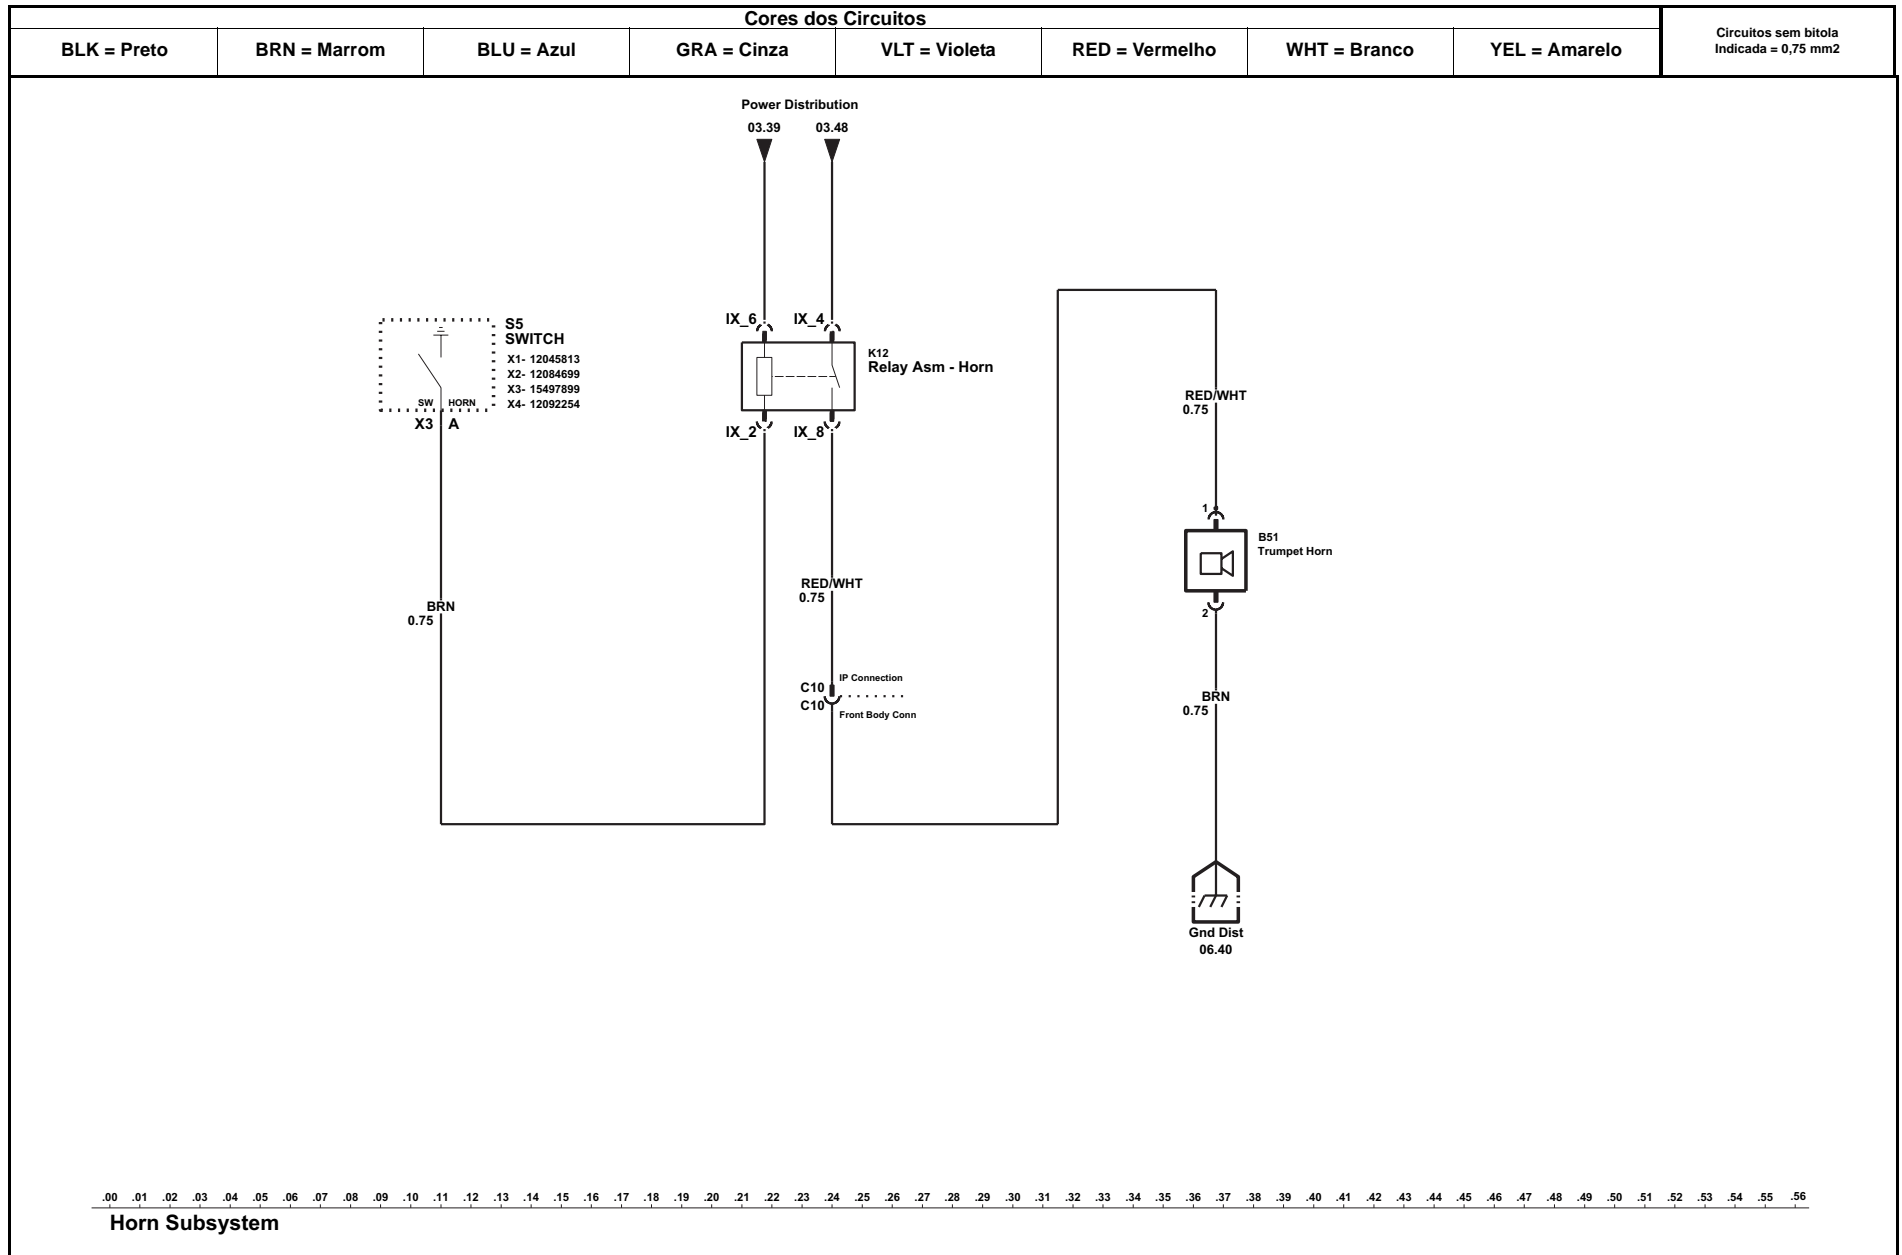 Cores dos Circuitos
BLK = Preto
BRN = Marrom
BLU = Azul
GRA = Cinza
VLT = Violeta
RED = Vermelho
WHT = Branco
YEL = Amarelo
Circuitos sem bitola
Indicada = 0,75 mm2
Power Distribution
03.39 03.48
IX_6 IX_4
S5
SWITCH
X1- 12045813
X2- 12084699
X3- 15497899
X4- 12092254
SW HORN
X3 A
K12
Relay Asm - Horn
IX_2 IX_8
RED/WHT
0.75
1
B51
Trumpet Horn
2
RED/WHT
0.75
BRN
0.75
C10 IP Connection
C10 Front Body Conn
BRN
0.75
Gnd Dist
06.40
.00 .01 .02 .03 .04 .05 .06 .07 .08 .09 .10 .11 .12 .13 .14 .15 .16 .17 .18 .19 .20 .21 .22 .23 .24 .25 .26 .27 .28 .29 .30 .31 .32 .33 .34 .35 .36 .37 .38 .39 .40 .41 .42 .43 .44 .45 .46 .47 .48 .49 .50 .51 .52 .53 .54 .55 .56
Horn Subsystem